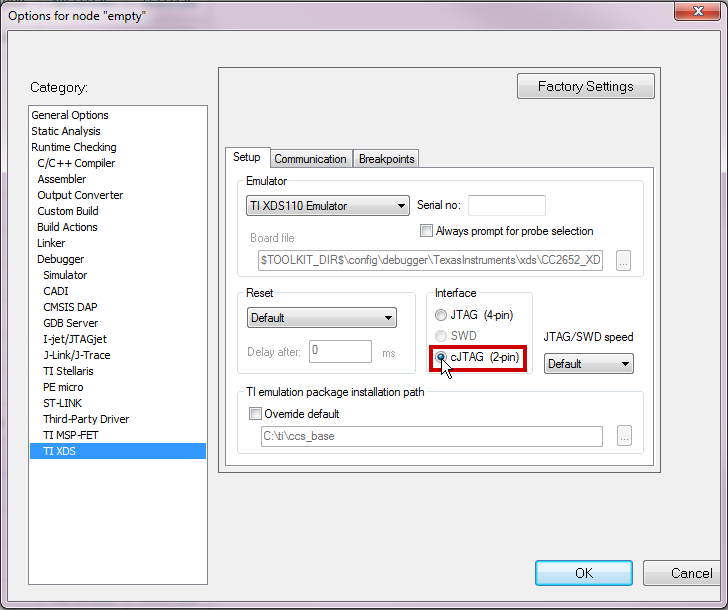 Options for node "empty"
Category:
General Options
Static Analysis
Runtime Checking
C/C++ Compiler
Assembler
Output Converter
Custom Build
Build Actions
Linker
Debugger
Simulator
CADI
CMSIS DAP
GDB Server
I-jet/JTAGjet
J-Link/J-Trace
TI Stellaris
PE micro
ST-LINK
Third-Party Driver
TI MSP-FET
TI XDS
Factory Settings
Setup Communication Breakpoints
Emulator
TI XDS110 Emulator Serial no:
Always prompt for probe selection
Board file
$TOOLKIT_DIR$\config\debugger\TexasInstruments\xds\CC2652_XD ...
Reset
Default
Delay after: 0 ms
Interface
JTAG (4-pin)
SWD
cJTAG (2-pin)
JTAG/SWD speed
Default
TI emulation package installation path
Override default
C:\ti\ccs_base ...
OK Cancel